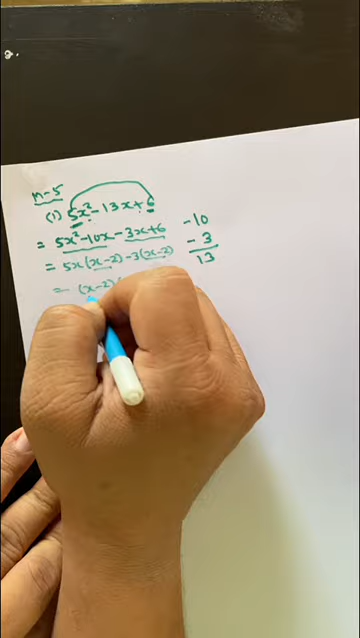 n-5
(1) 5x²-13x+6
= 5x²-10x-3x+6
= 5x(x-2)-3(x-2)
= (x-2)(
-10
-3
13